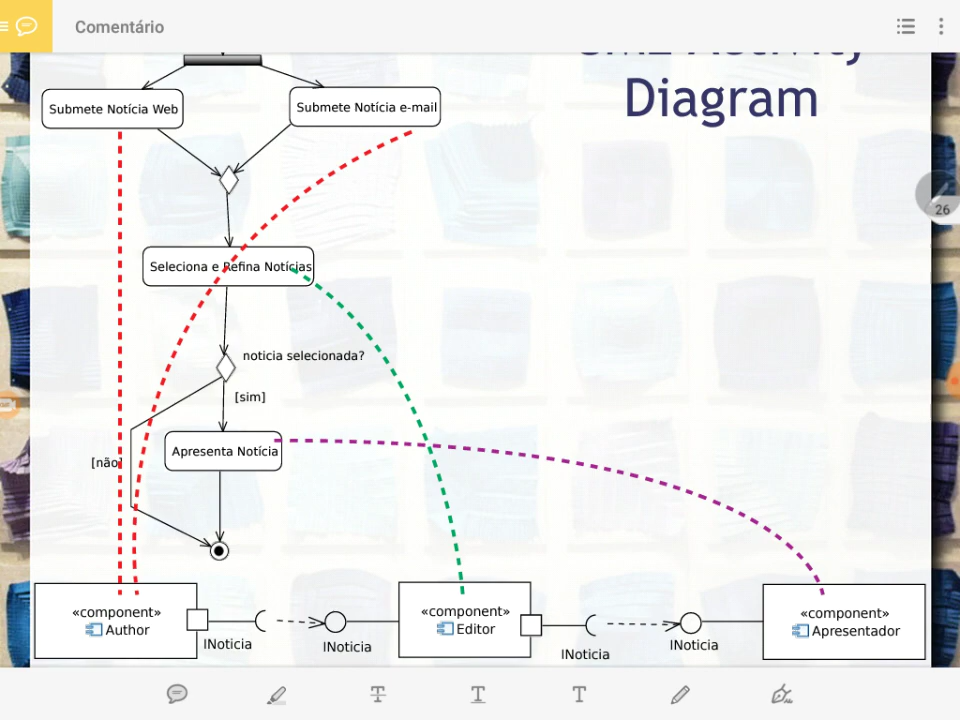 Comentário
Diagram
Submete Notícia Web
Submete Notícia e-mail
26
Seleciona e Refina Notícias
noticia selecionada?
[sim]
Apresenta Notícia
[não]
«component»
Author
INoticia
INoticia
«component»
Editor
INoticia
INoticia
«component»
Apresentador
T
T
T